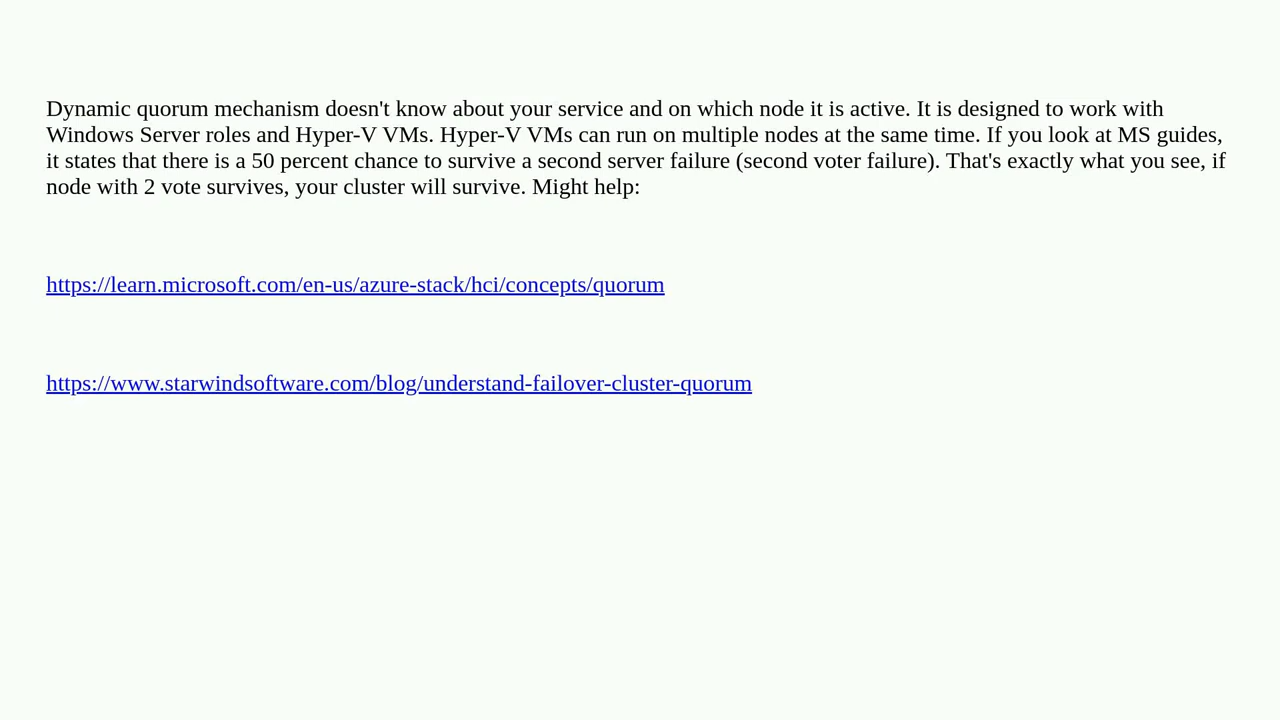 Dynamic quorum mechanism doesn't know about your service and on which node it is active. It is designed to work with
Windows Server roles and Hyper-V VMs. Hyper-V VMs can run on multiple nodes at the same time. If you look at MS guides,
it states that there is a 50 percent chance to survive a second server failure (second voter failure). That's exactly what you see, if
node with 2 vote survives, your cluster will survive. Might help:
https://learn.microsoft.com/en-us/azure-stack/hci/concepts/quorum
https://www.starwindsoftware.com/blog/understand-failover-cluster-quorum